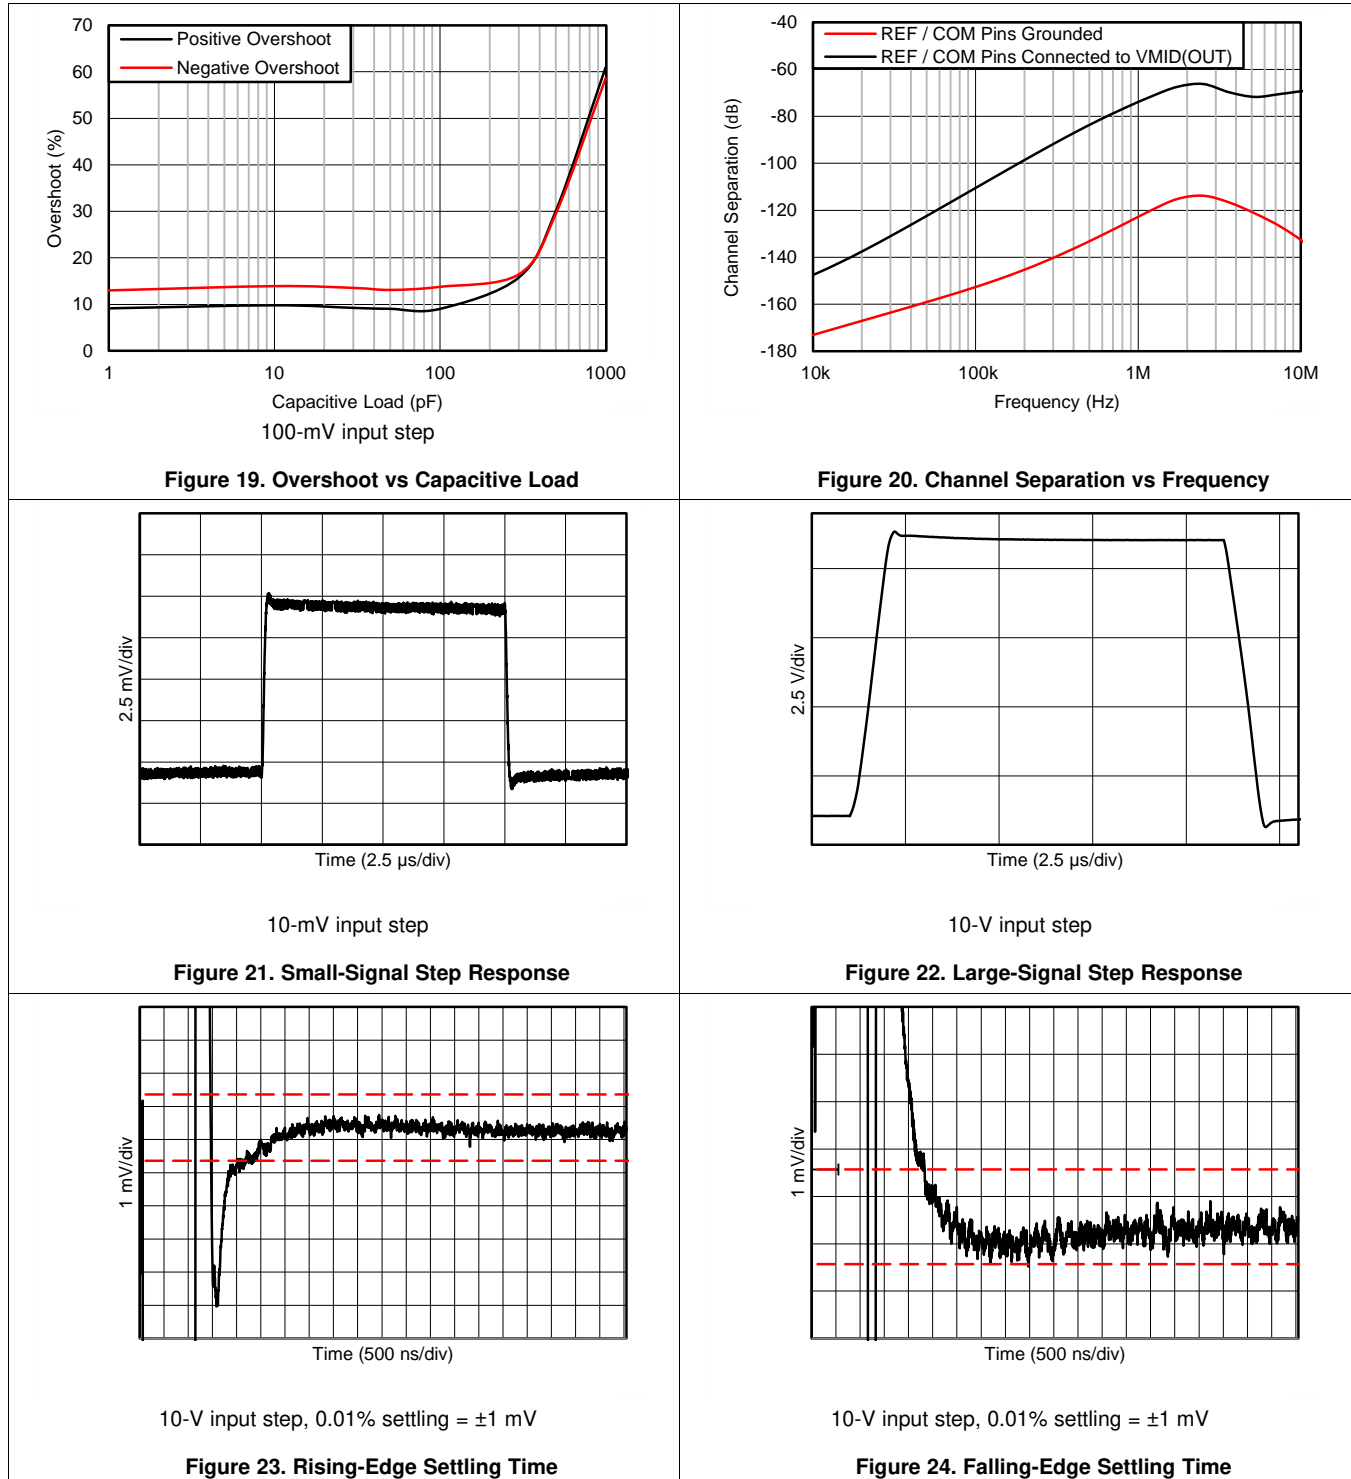 70
60
50
40
30
20
10
0
Overshoot (%)
Positive Overshoot
Negative Overshoot
1 10 100 1000
Capacitive Load (pF)
100-mV input step
Figure 19. Overshoot vs Capacitive Load
-40
-60
-80
-100
-120
-140
-160
-180
Channel Separation (dB)
REF / COM Pins Grounded
REF / COM Pins Connected to VMID(OUT)
10k 100k 1M 10M
Frequency (Hz)
Figure 20. Channel Separation vs Frequency
2.5 mV/div
Time (2.5 µs/div)
10-mV input step
Figure 21. Small-Signal Step Response
2.5 V/div
Time (2.5 µs/div)
10-V input step
Figure 22. Large-Signal Step Response
1 mV/div
Time (500 ns/div)
10-V input step, 0.01% settling = ±1 mV
Figure 23. Rising-Edge Settling Time
1 mV/div
Time (500 ns/div)
10-V input step, 0.01% settling = ±1 mV
Figure 24. Falling-Edge Settling Time